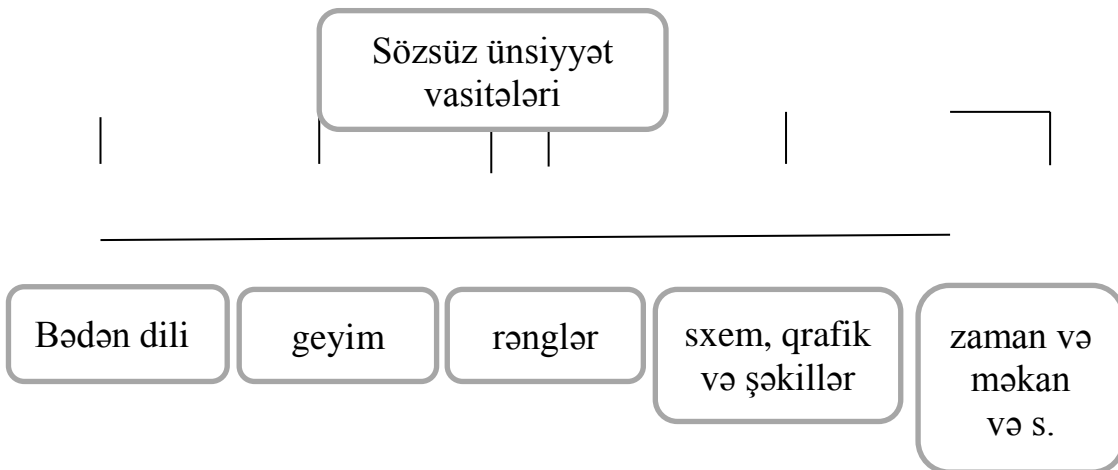 Sözsüz ünsiyyət
vasitələri
Bədən dili
geyim
rənglər
sxem, qrafik
və şəkillər
zaman və
məkan
və s.